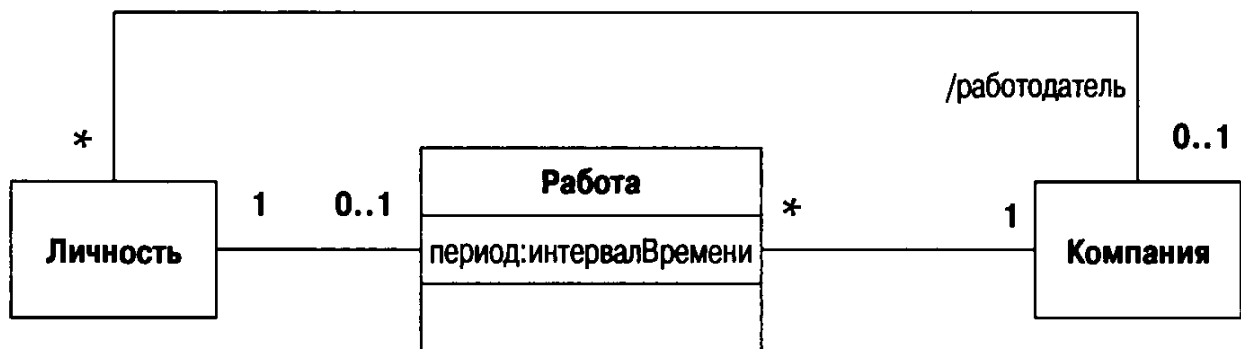 /работодатель
* 0..1
Работа
1 0..1 * 1
Личность период:интервалВремени Компания